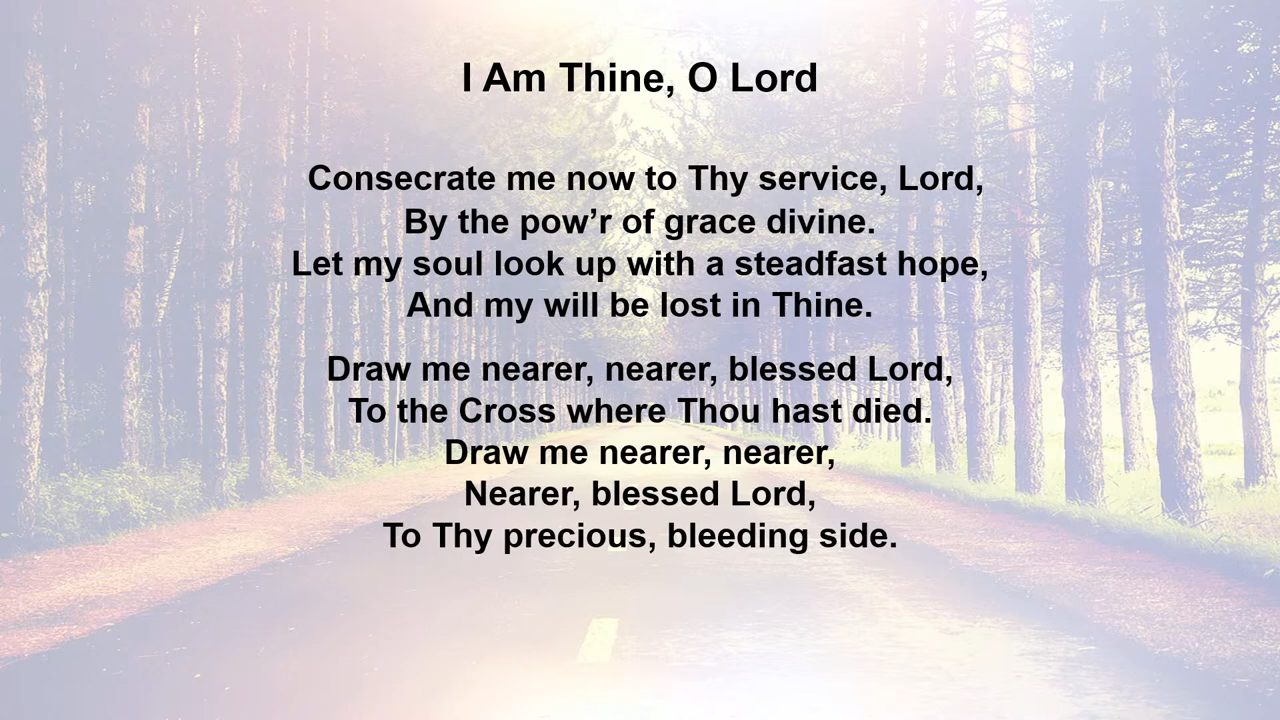 I Am Thine, O Lord
Consecrate me now to Thy service, Lord,
By the pow’r of grace divine.
Let my soul look up with a steadfast hope,
And my will be lost in Thine.
Draw me nearer, nearer, blessed Lord,
To the Cross where Thou hast died.
Draw me nearer, nearer,
Nearer, blessed Lord,
To Thy precious, bleeding side.